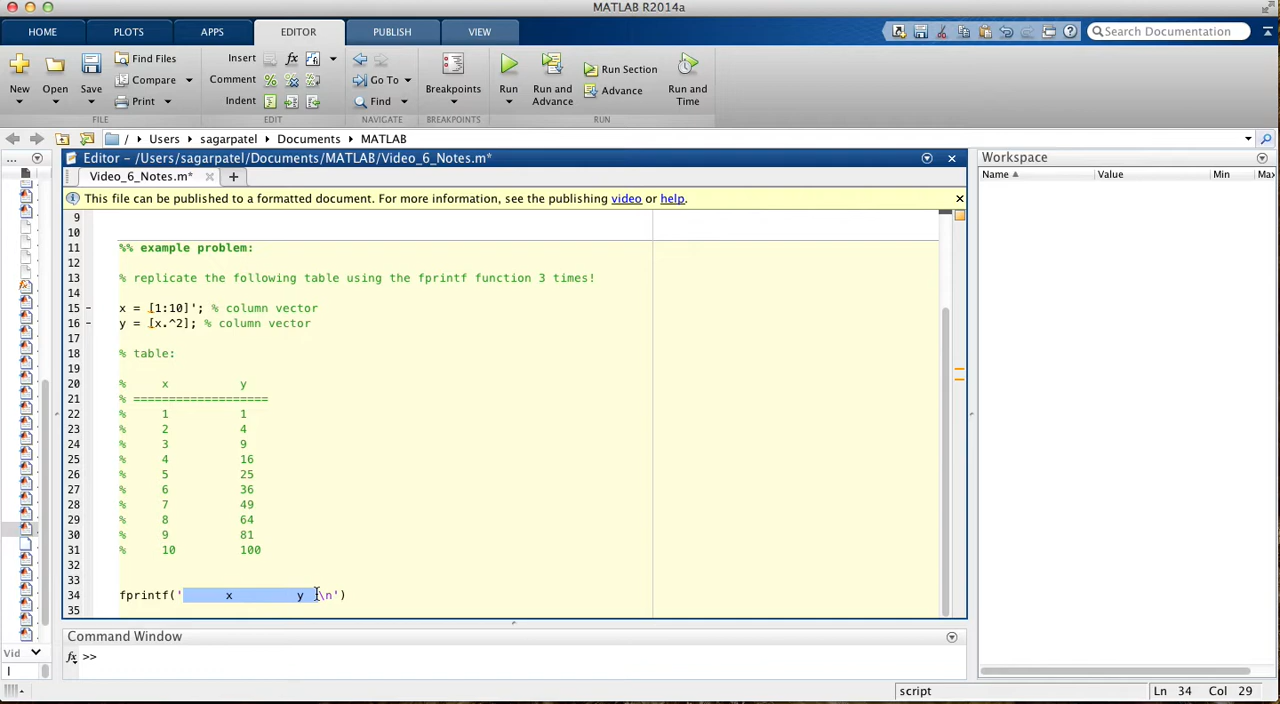 MATLAB R2014a
HOME PLOTS APPS EDITOR PUBLISH VIEW
Search Documentation
New Open Save Find Files Compare Print
FILE
Insert Comment Indent
EDIT
Go To Find
NAVIGATE
Breakpoints
BREAKPOINTS
Run Run and Advance Run Section Advance Run and Time
RUN
/ Users sagarpatel Documents MATLAB
Editor - /Users/sagarpatel/Documents/MATLAB/Video_6_Notes.m*
Video_6_Notes.m*
This file can be published to a formatted document. For more information, see the publishing video or help.
9
10
11 %% example problem:
12
13 % replicate the following table using the fprintf function 3 times!
14
15 - x = [1:10]'; % column vector
16 - y = [x.^2]; % column vector
17
18 % table:
19
20 % x y
21 % ===================
22 % 1 1
23 % 2 4
24 % 3 9
25 % 4 16
26 % 5 25
27 % 6 36
28 % 7 49
29 % 8 64
30 % 9 81
31 % 10 100
32
33
34 fprintf(' x y \n')
35
Workspace
Name Value Min Max
Command Window
fx >>
Vid
script Ln 34 Col 29